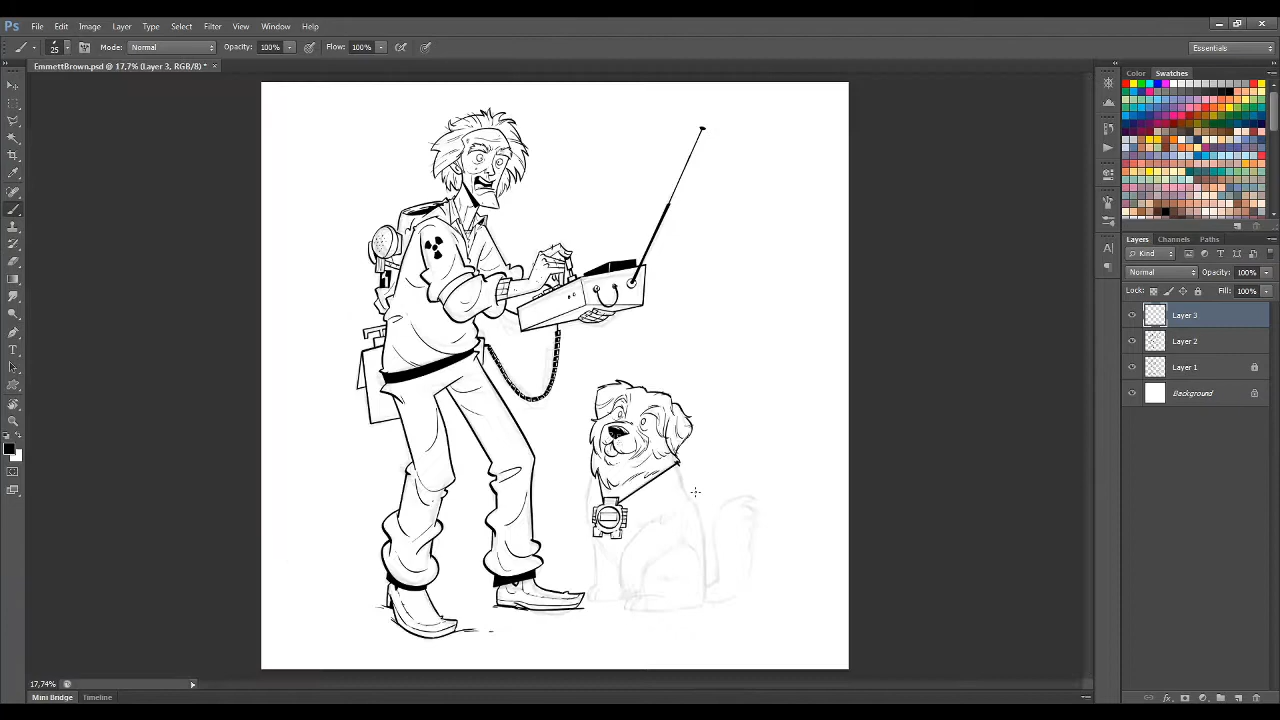 Ps File Edit Image Layer Type Select Filter View Window Help
25 Mode: Normal Opacity: 100% Flow: 100% Essentials
EmmettBrown.psd @ 17,7% (Layer 3, RGB/8) * ×
Color Swatches
Layers Channels Paths
Kind
Normal Opacity: 100%
Lock: Fill: 100%
Layer 3
Layer 2
Layer 1
Background
17,74%
Mini Bridge Timeline